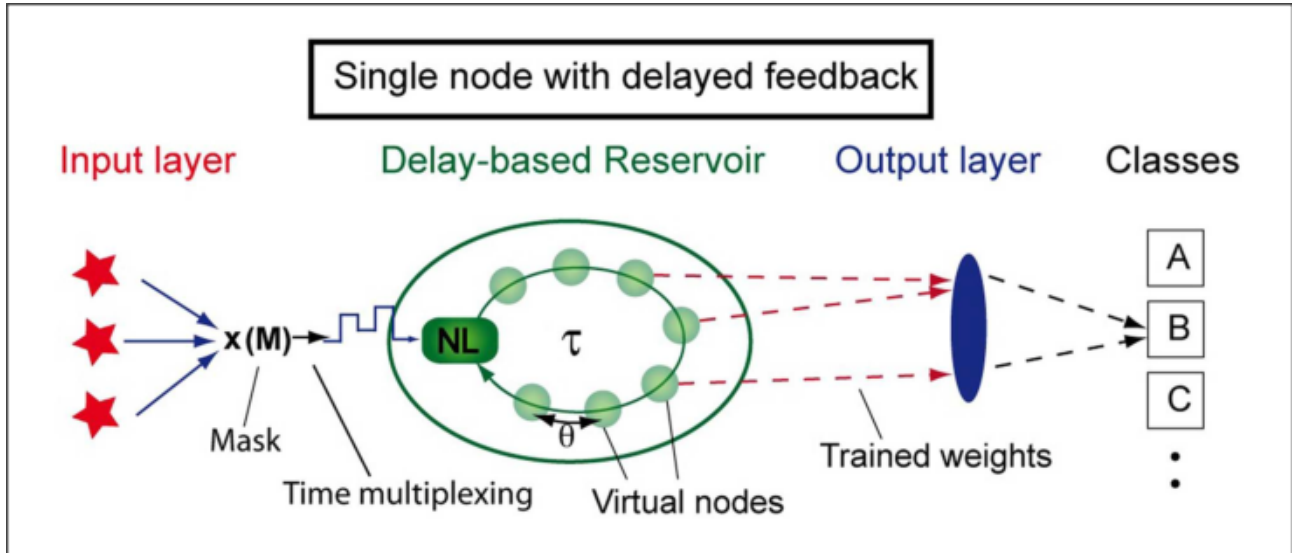 Single node with delayed feedback
Input layer
Delay-based Reservoir
Output layer
Classes
A
x (M)
NL
τ
B
C
θ
Mask
Time multiplexing
Virtual nodes
Trained weights